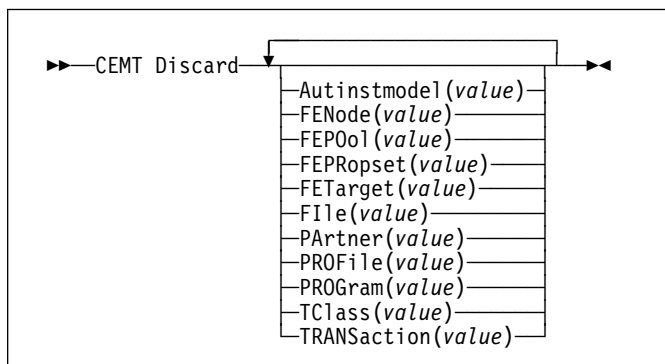 CEMT Discard
Autinstmodel(value)
FENode(value)
FEPOol(value)
FEPRopset(value)
FETarget(value)
FIle(value)
PArtner(value)
PROFile(value)
PROGram(value)
TClass(value)
TRANSaction(value)